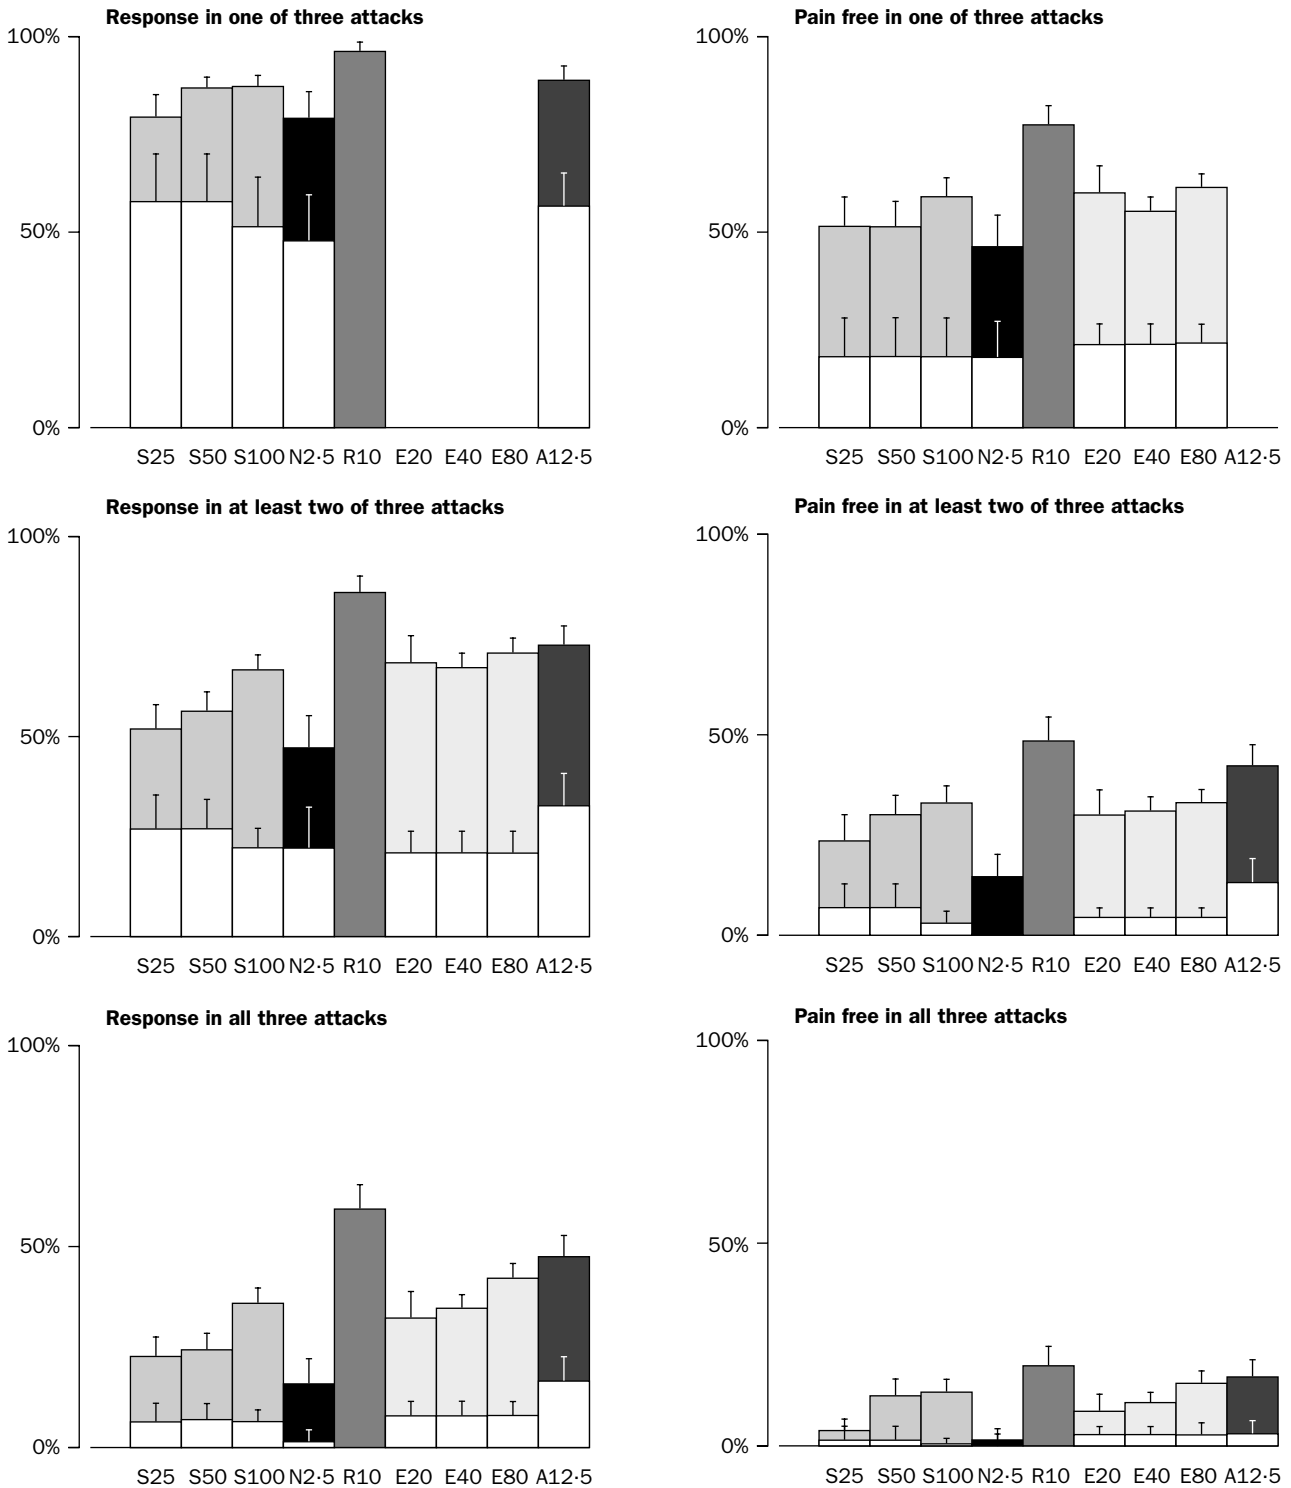 Response in one of three attacks
100%
50%
0%
S25 S50 S100 N2·5 R10 E20 E40 E80 A12·5
Pain free in one of three attacks
100%
50%
0%
S25 S50 S100 N2·5 R10 E20 E40 E80 A12·5
Response in at least two of three attacks
100%
50%
0%
S25 S50 S100 N2·5 R10 E20 E40 E80 A12·5
Pain free in at least two of three attacks
100%
50%
0%
S25 S50 S100 N2·5 R10 E20 E40 E80 A12·5
Response in all three attacks
100%
50%
0%
S25 S50 S100 N2·5 R10 E20 E40 E80 A12·5
Pain free in all three attacks
100%
50%
0%
S25 S50 S100 N2·5 R10 E20 E40 E80 A12·5